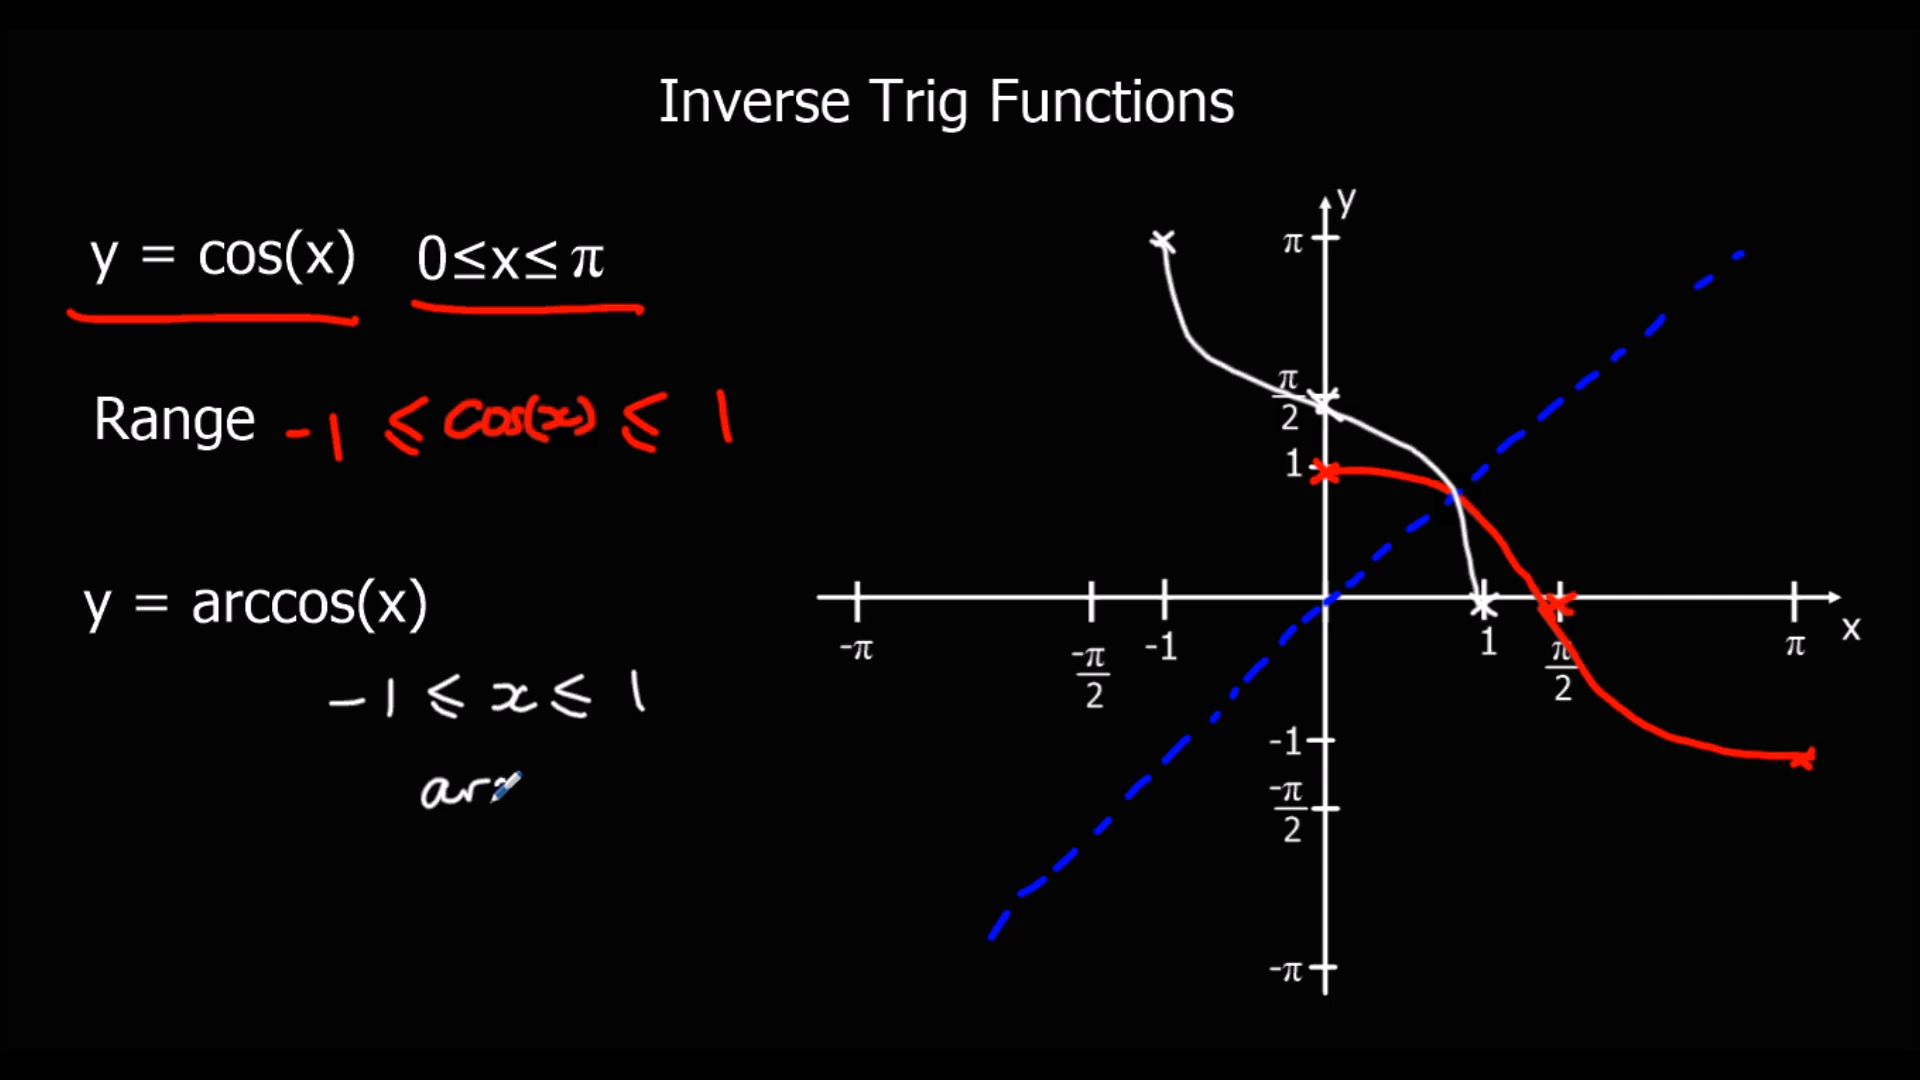 Inverse Trig Functions
y = cos(x) 0≤x≤ π
Range -1 ≤ cos(x) ≤ 1
y = arccos(x)
-1 ≤ x ≤ 1
ar
y
π
π/2
1
-π
-π/2
-1
1
π/2
π
x
-1
-π/2
-π